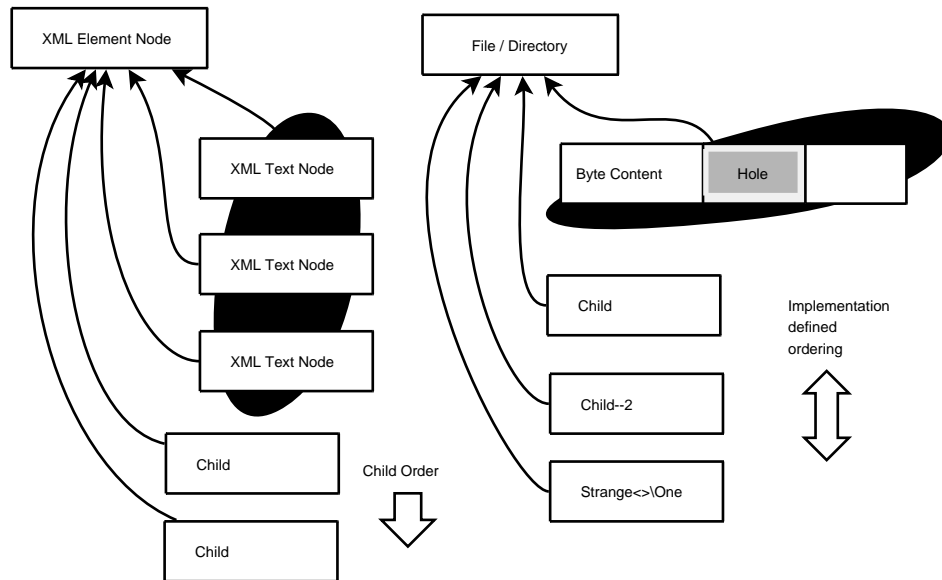 XML Element Node
XML Text Node
XML Text Node
XML Text Node
Child
Child
Child Order
File / Directory
Byte Content
Hole
Child
Child--2
Strange<>\One
Implementation
defined
ordering